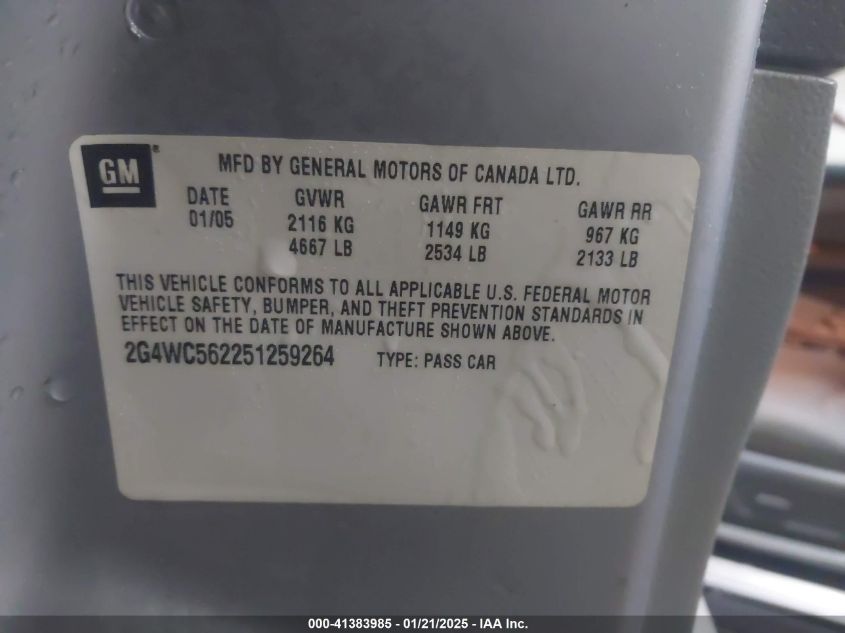 GM®
MFD BY GENERAL MOTORS OF CANADA LTD.
DATE GVWR GAWR FRT GAWR RR
01/05 2116 KG 1149 KG 967 KG
4667 LB 2534 LB 2133 LB
THIS VEHICLE CONFORMS TO ALL APPLICABLE U.S. FEDERAL MOTOR
VEHICLE SAFETY, BUMPER, AND THEFT PREVENTION STANDARDS IN
EFFECT ON THE DATE OF MANUFACTURE SHOWN ABOVE.
2G4WC562251259264 TYPE: PASS CAR
000-41383985 / 01/21/2025 - IAA Inc.